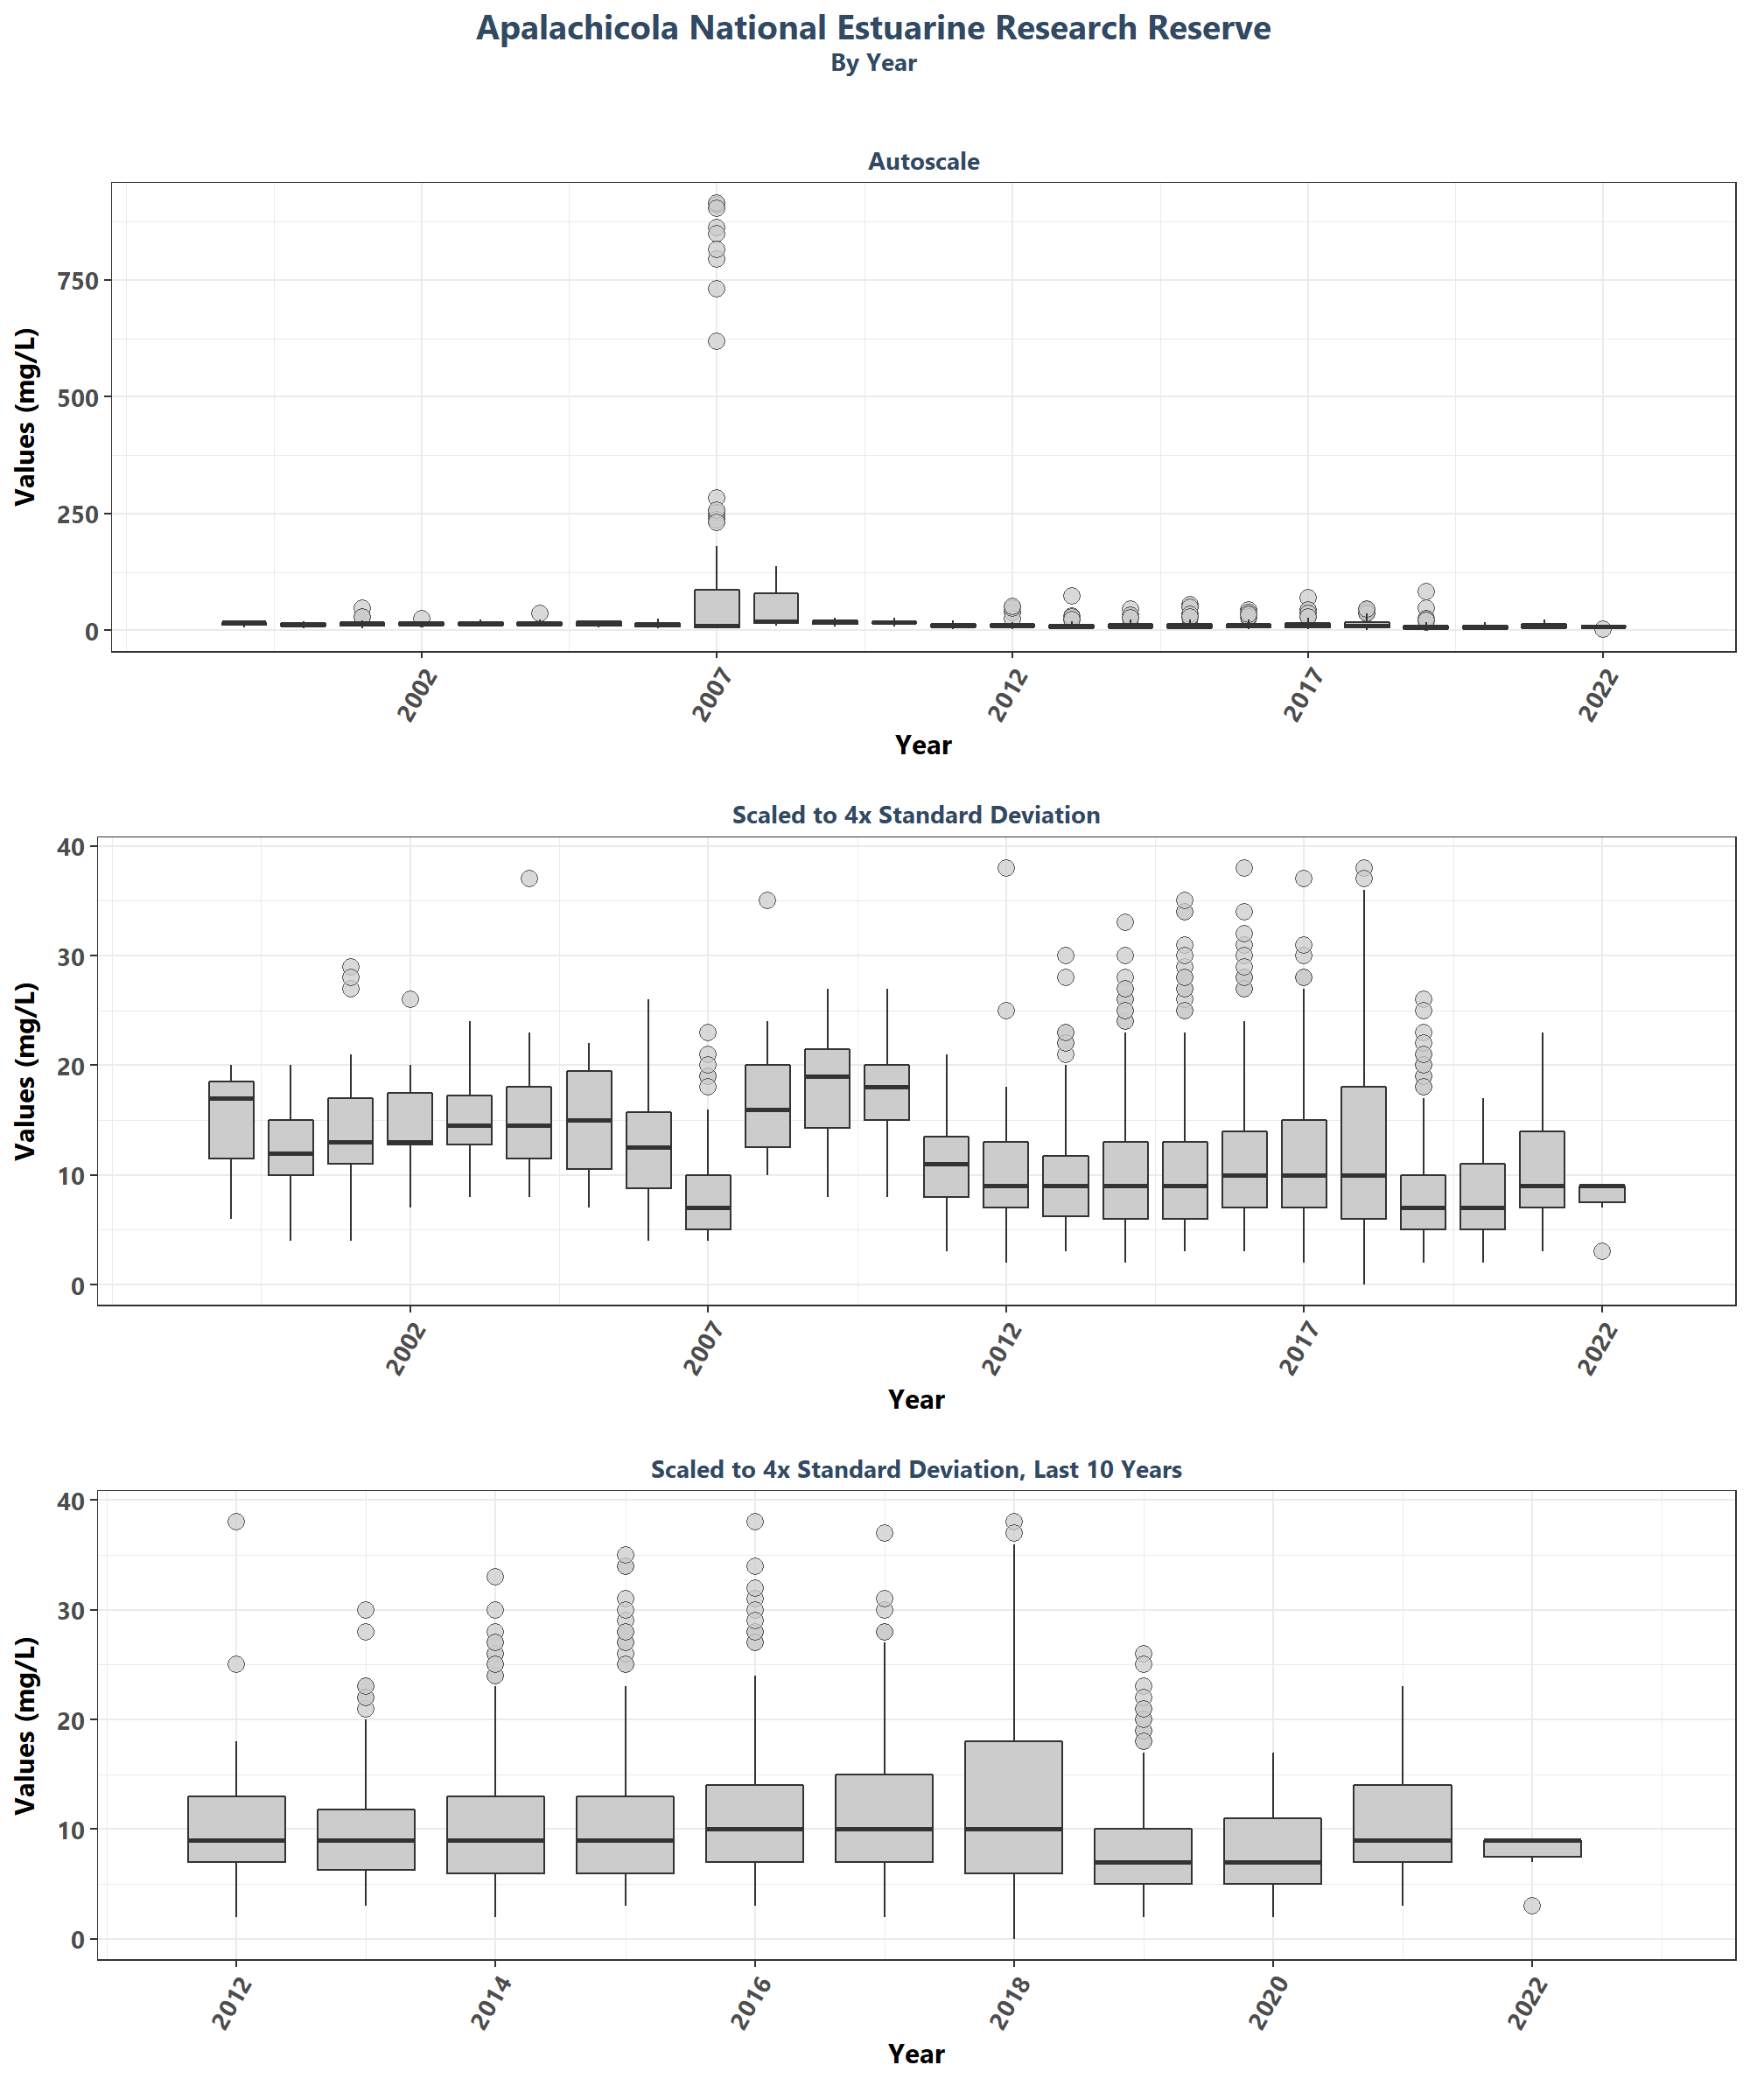 Apalachicola National Estuarine Research Reserve
By Year
Autoscale
Values (mg/L)
750
500
250
0
2002 2007 2012 2017 2022
Year
Scaled to 4x Standard Deviation
Values (mg/L)
40
30
20
10
0
2002 2007 2012 2017 2022
Year
Scaled to 4x Standard Deviation, Last 10 Years
Values (mg/L)
40
30
20
10
0
2012 2014 2016 2018 2020 2022
Year